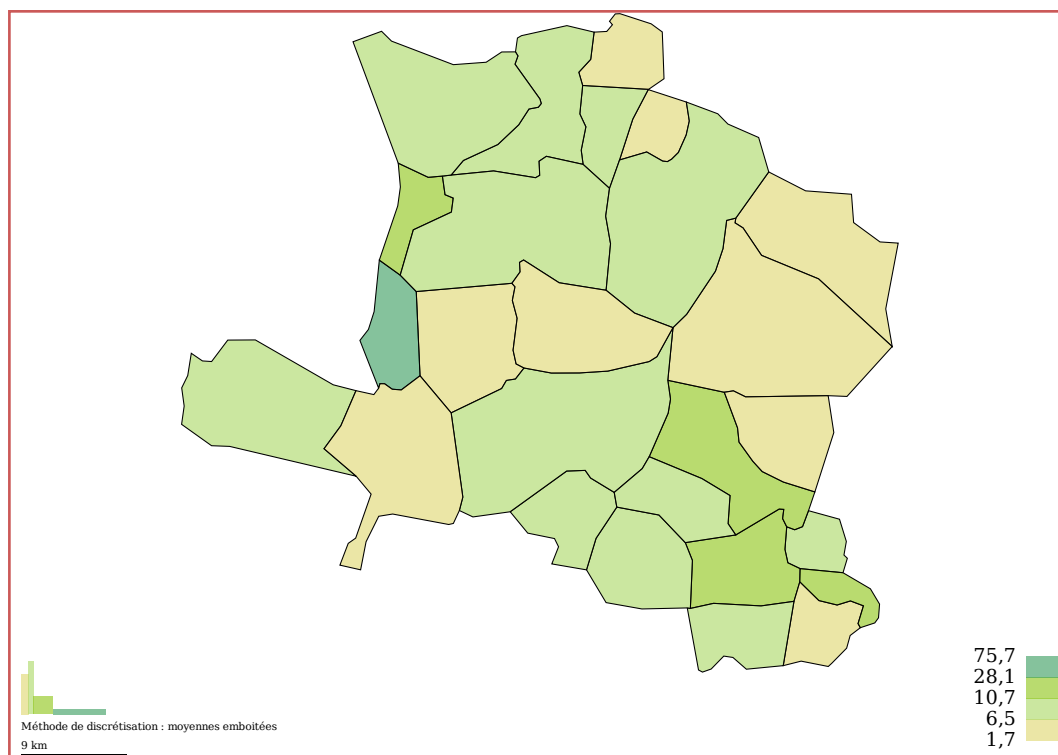 75,7
28,1
10,7
6,5
1,7
Méthode de discrétisation : moyennes emboitées
9 km